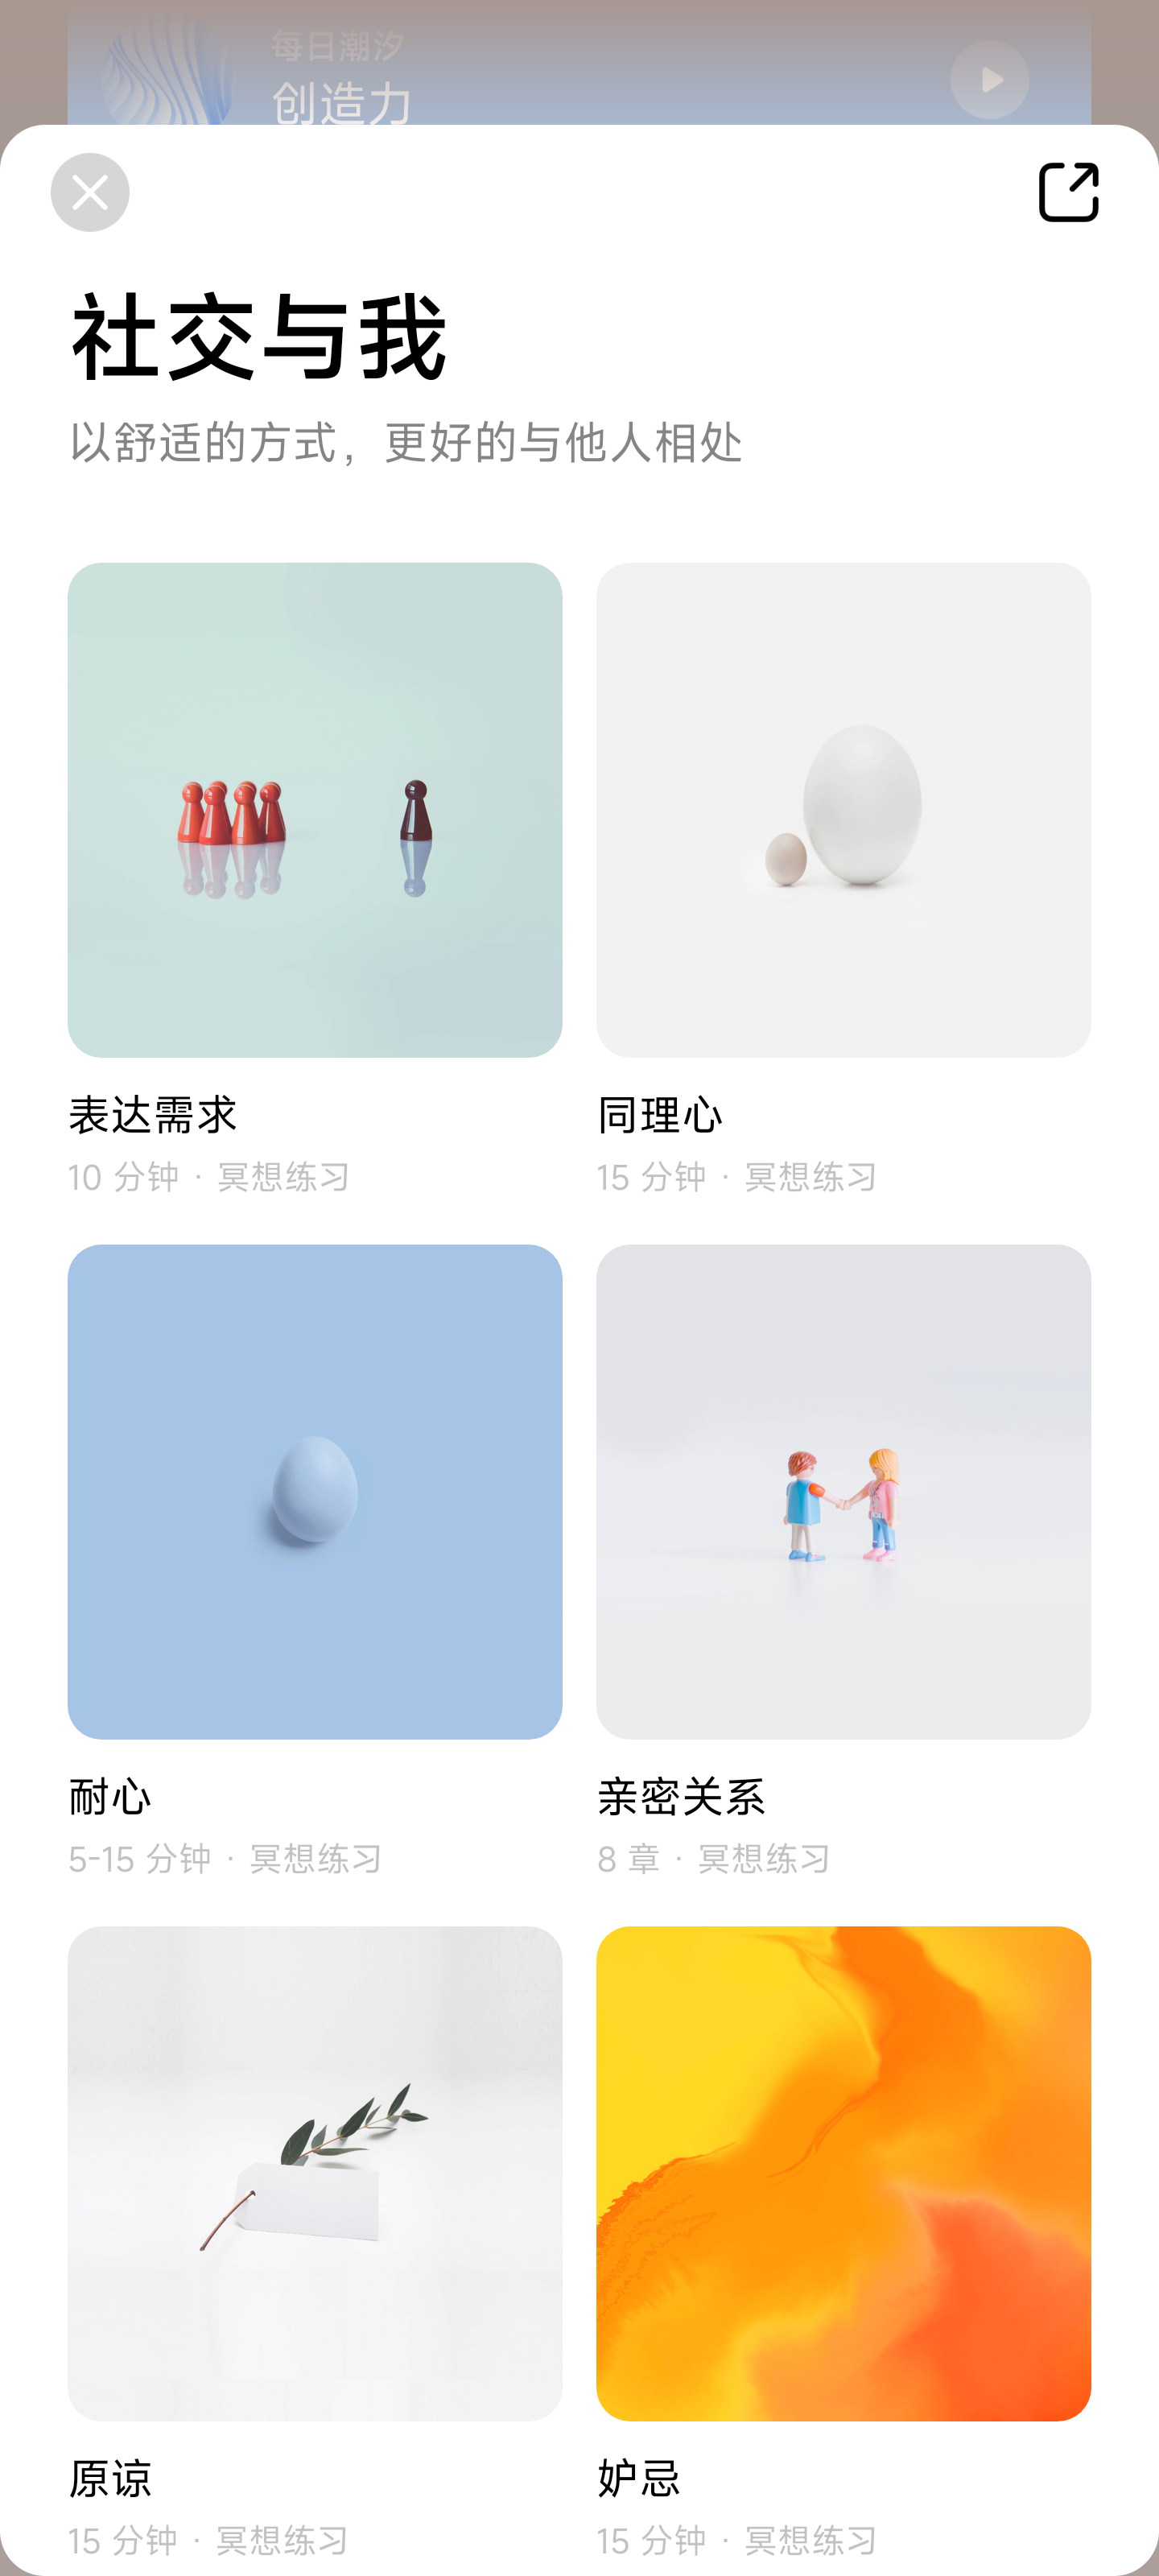 每日潮汐
创造力
社交与我
以舒适的方式，更好的与他人相处
表达需求
10 分钟 · 冥想练习
同理心
15 分钟 · 冥想练习
耐心
5-15 分钟 · 冥想练习
亲密关系
8 章 · 冥想练习
原谅
15 分钟 · 冥想练习
妒忌
15 分钟 · 冥想练习